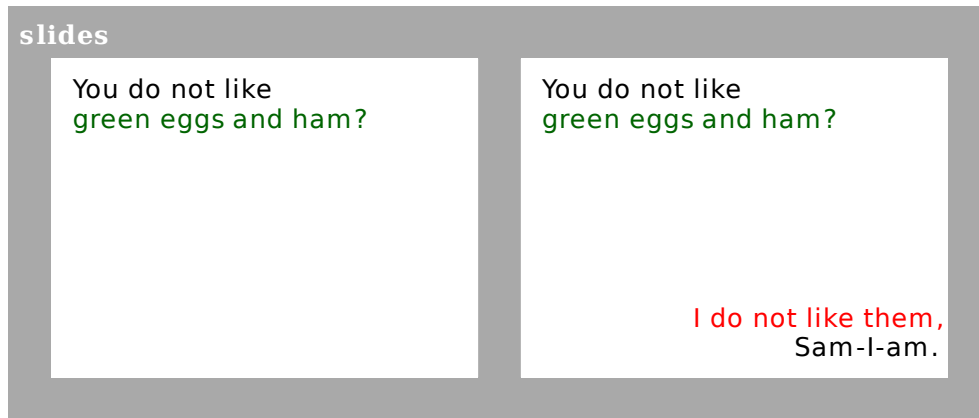 slides
You do not like
green eggs and ham?
You do not like
green eggs and ham?
I do not like them,
Sam-I-am.